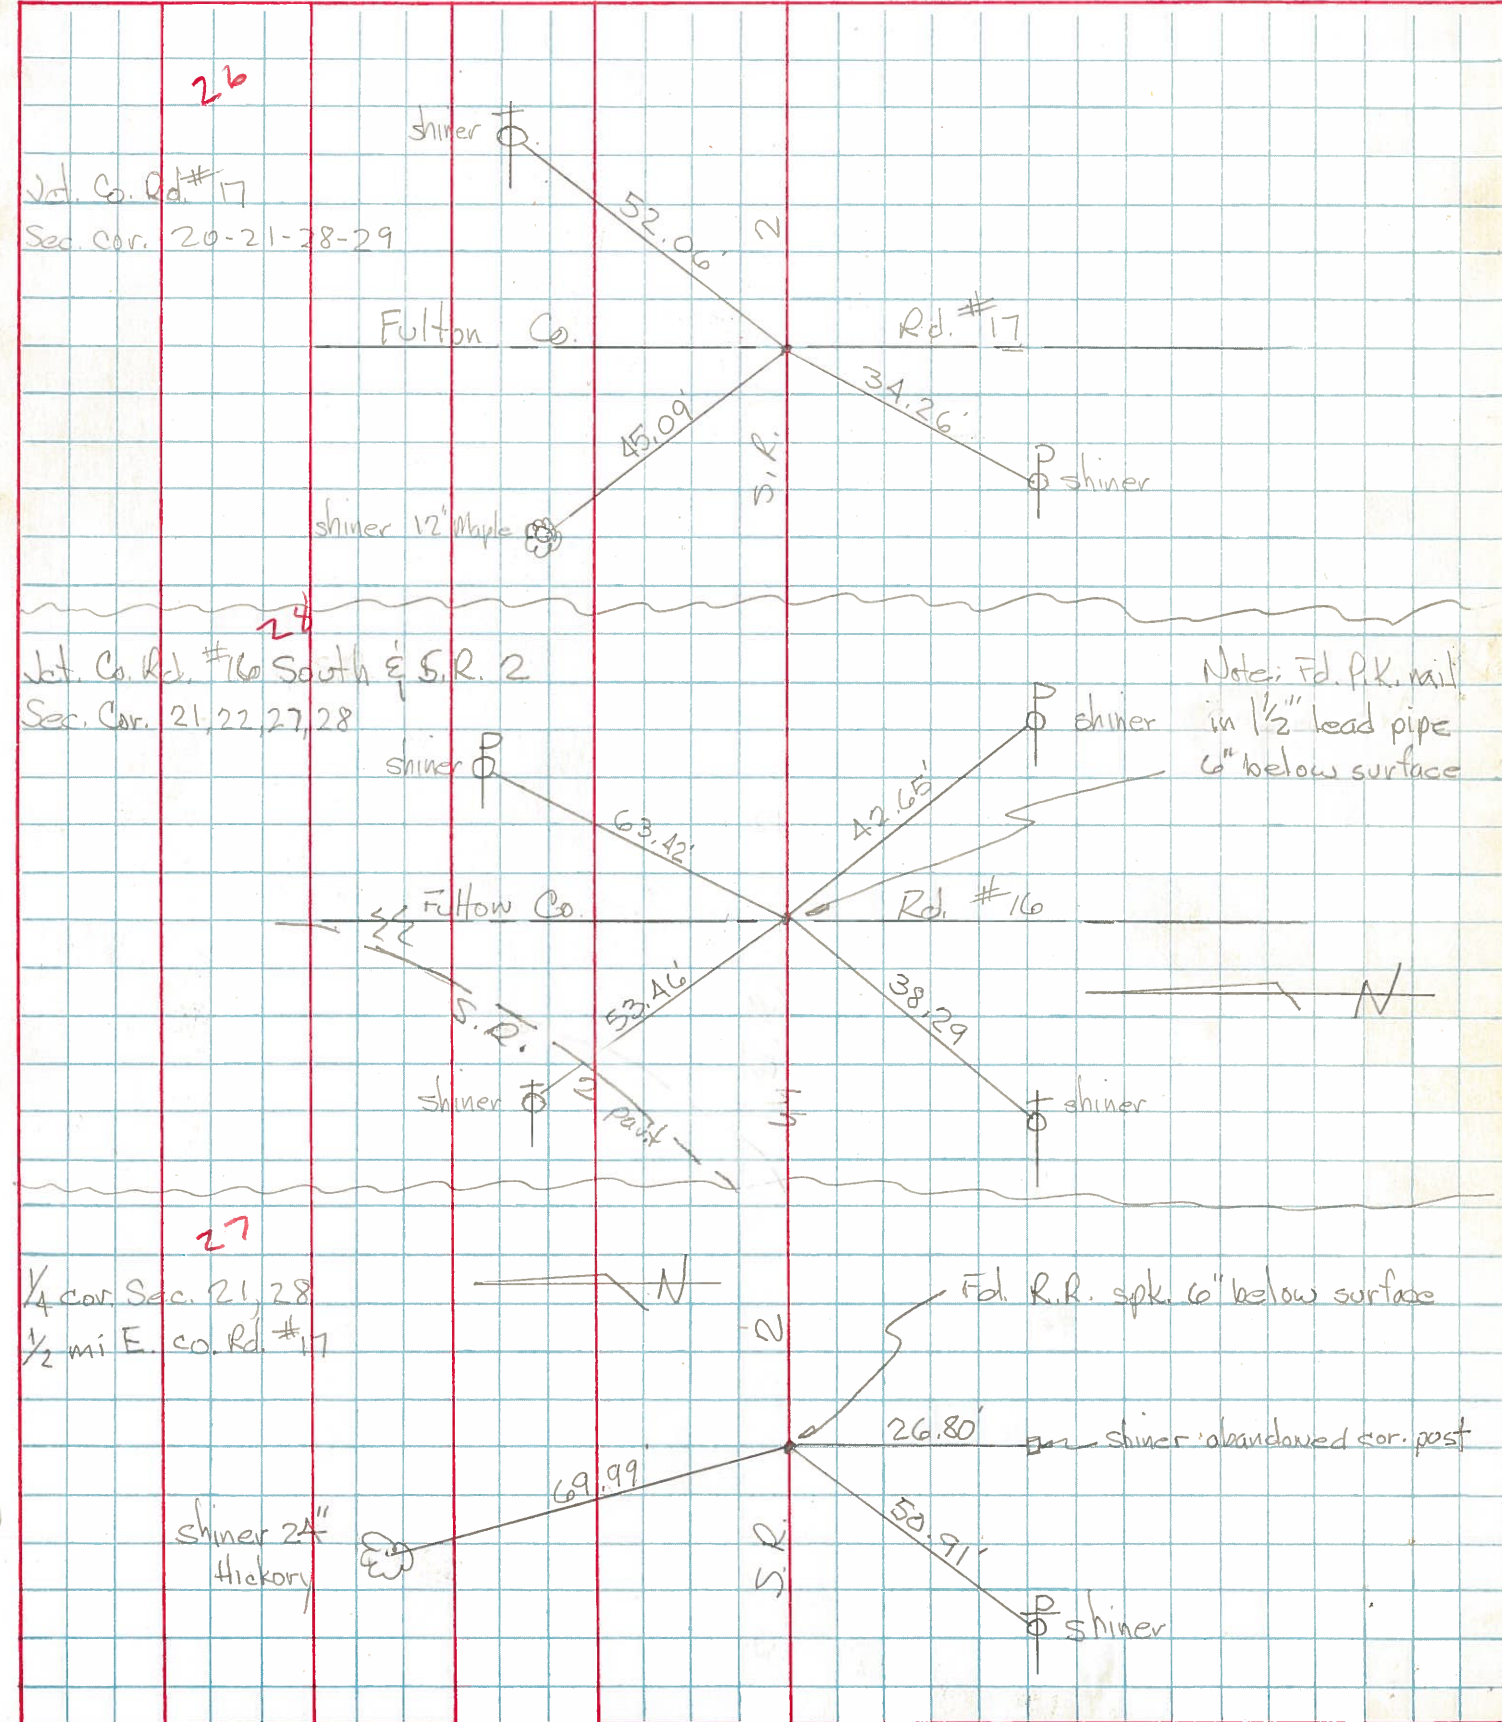 26
shiner
Jct. Co. Rd. #17
Sec. cor. 20-21-28-29
52.06'
2
Fulton Co. Rd. #17
34.26'
45.09'
S.R.
P
shiner
shiner 12" Maple
28
Jct. Co. Rd. #16 South & S.R. 2
Sec. Cor. 21, 22, 27, 28
Note: Fd. P.K. nail
in 1 1/2" lead pipe
6" below surface
P
shiner
P
shiner
42.65'
63.42'
Fulton Co. Rd. #16
53.46'
38.29
N
S.R.
2
shiner
shiner
27
1/4 cor. Sec. 21, 28
1/2 mi E. co. Rd. #17
N
Fd. R.R. spk. 6" below surface
2
26.80'
shiner abandoned cor. post
69.99
shiner 24"
Hickory
50.91'
S.R.
P
shiner